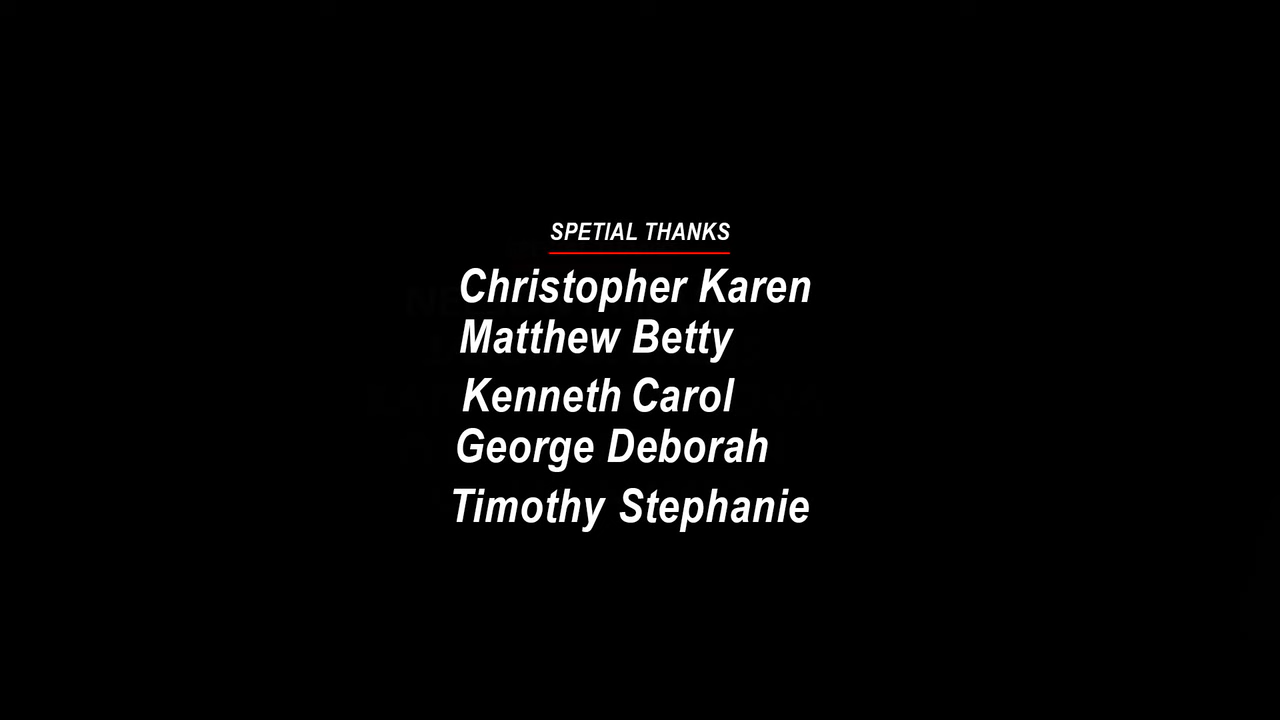 SPETIAL THANKS
Christopher Karen
Matthew Betty
Kenneth Carol
George Deborah
Timothy Stephanie